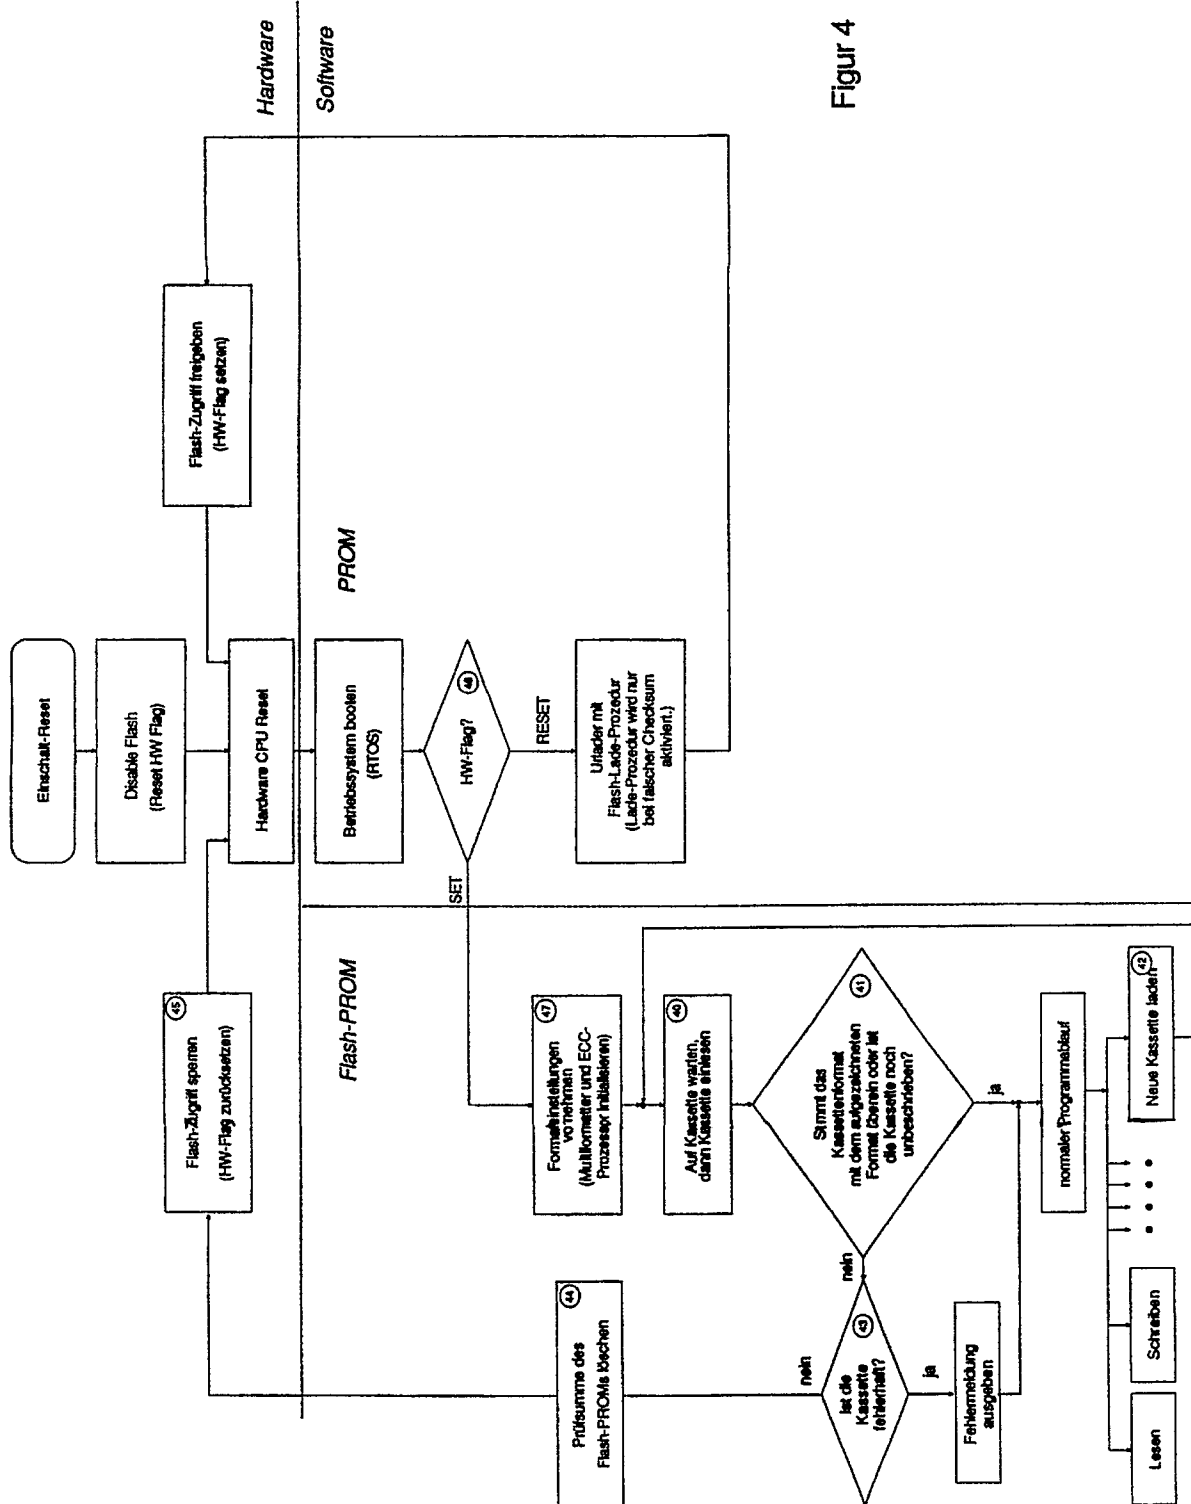 Hardware
Software
Figur 4
Einschalt-Reset
Disable Flash
(Reset HW Flag)
Flash-Zugriff freigeben
(HW-Flag setzen)
Flash-Zugriff sperren
(HW-Flag zurücksetzen)
45
Hardware CPU Reset
PROM
Flash-PROM
Betriebssystem booten
(RTOS)
HW-Flag?
46
SET
RESET
Urlader mit
Flash-Lade-Prozedur
(Lade-Prozedur wird nur
bei falscher Checksum
aktiviert.)
47
Formateinstellungen
vornehmen
(Multiformatter und ECC-
Prozessor initialisieren)
40
Auf Kassette warten,
dann Kassette einlesen
41
Stimmt das
Kassettenformat
mit dem aufgezeichneten
Format überein oder ist
die Kassette noch
unbeschrieben?
nein
ja
43
Ist die
Kassette
fehlerhaft?
nein
ja
44
Prüfsumme des
Flash-PROMs löschen
Fehlermeldung
ausgeben
normaler Programmablauf
Lesen
Schreiben
42
Neue Kassette laden